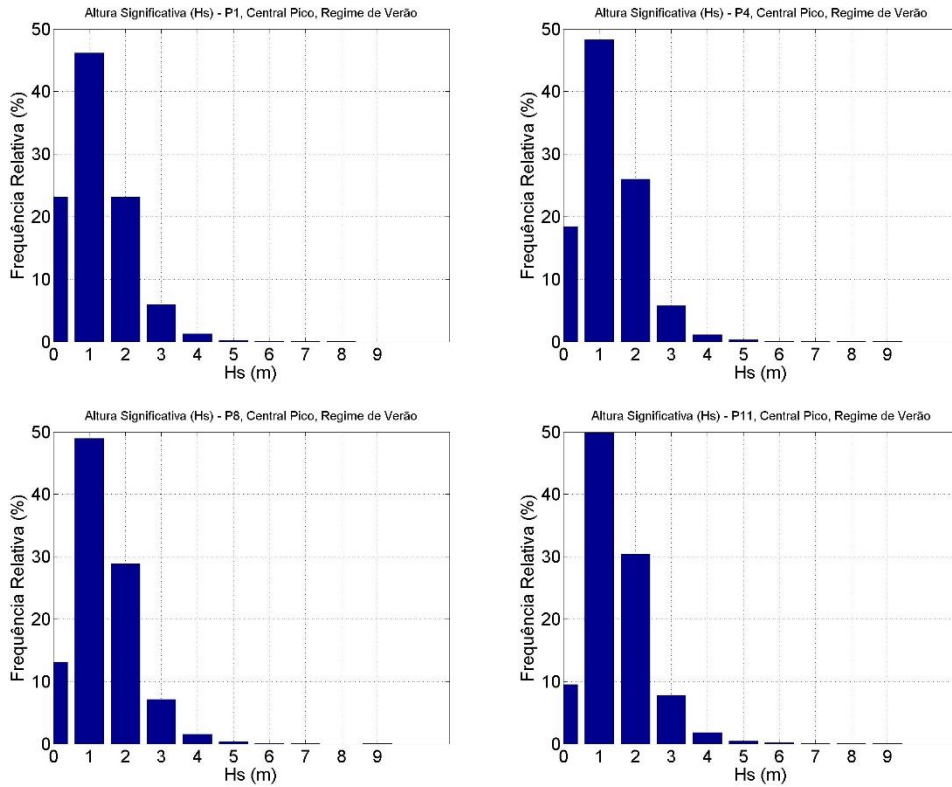 Altura Significativa (Hs) - P1, Central Pico, Regime de Verão
50
40
30
20
10
0
Frequência Relativa (%)
0 1 2 3 4 5 6 7 8 9
Hs (m)
Altura Significativa (Hs) - P4, Central Pico, Regime de Verão
50
40
30
20
10
0
Frequência Relativa (%)
0 1 2 3 4 5 6 7 8 9
Hs (m)
Altura Significativa (Hs) - P8, Central Pico, Regime de Verão
50
40
30
20
10
0
Frequência Relativa (%)
0 1 2 3 4 5 6 7 8 9
Hs (m)
Altura Significativa (Hs) - P11, Central Pico, Regime de Verão
50
40
30
20
10
0
Frequência Relativa (%)
0 1 2 3 4 5 6 7 8 9
Hs (m)